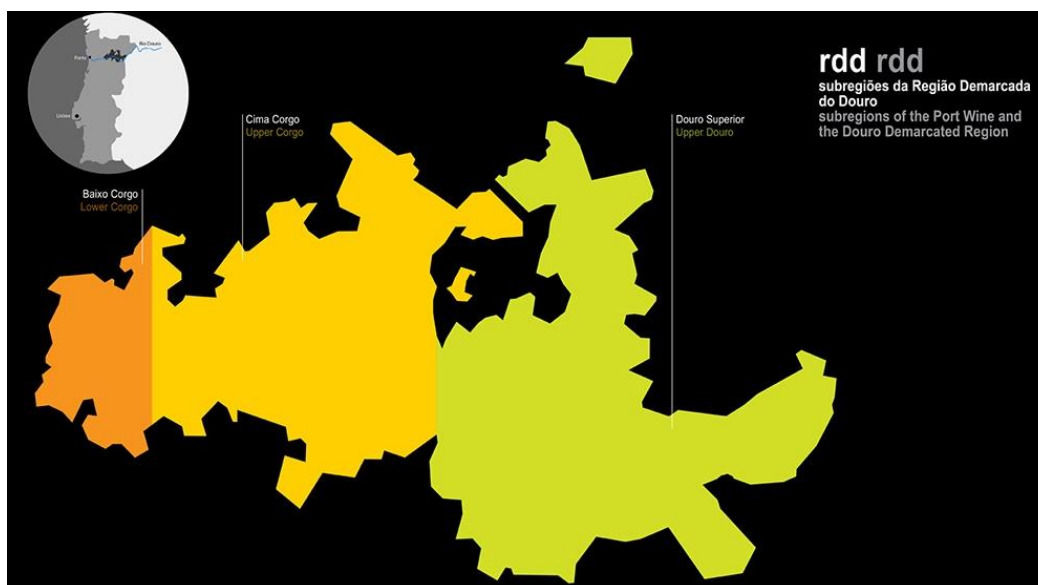 Rio Douro
Porto
Lisboa
rdd rdd
subregiões da Região Demarcada
do Douro
subregions of the Port Wine and
the Douro Demarcated Region
Cima Corgo
Upper Corgo
Douro Superior
Upper Douro
Baixo Corgo
Lower Corgo